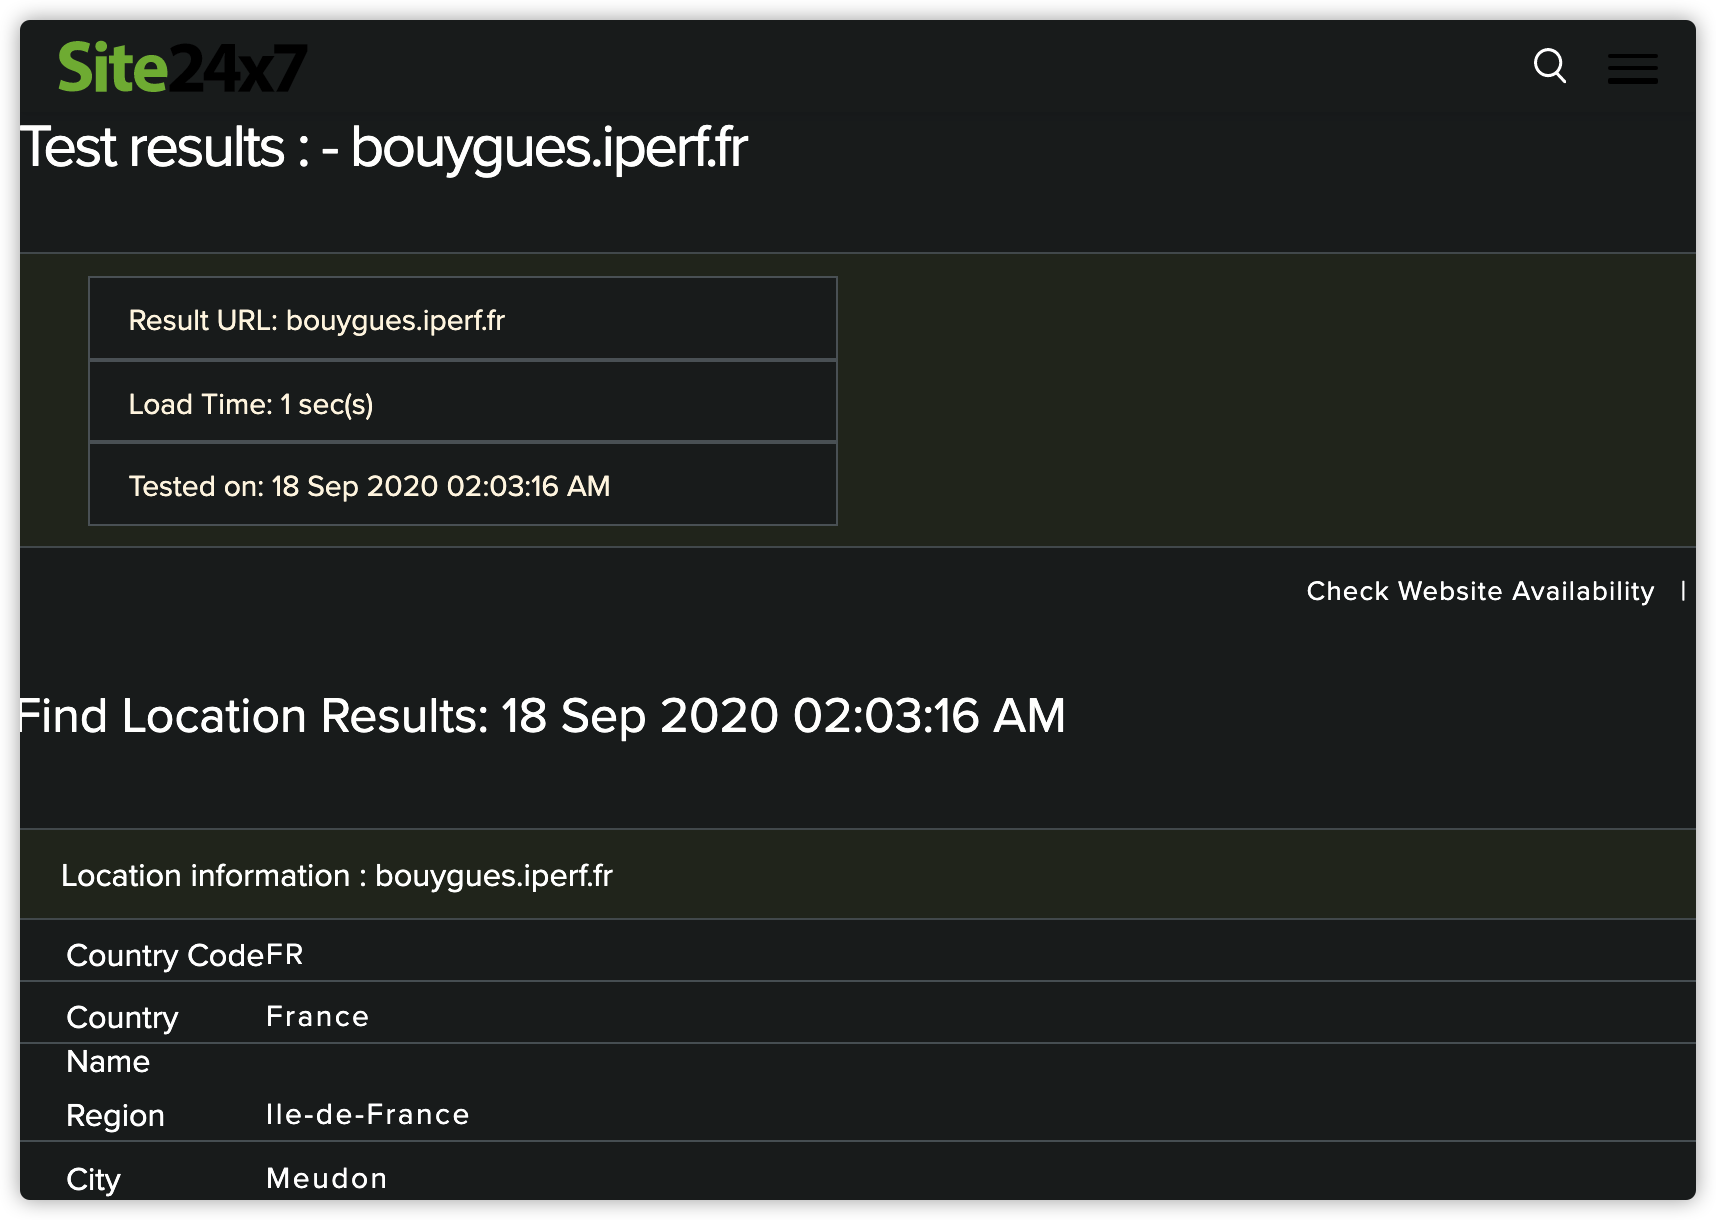 Site24x7
Test results : - bouygues.iperf.fr
Result URL: bouygues.iperf.fr
Load Time: 1 sec(s)
Tested on: 18 Sep 2020 02:03:16 AM
Check Website Availability |
Find Location Results: 18 Sep 2020 02:03:16 AM
Location information : bouygues.iperf.fr
Country Code FR
Country Name France
Region Ile-de-France
City Meudon